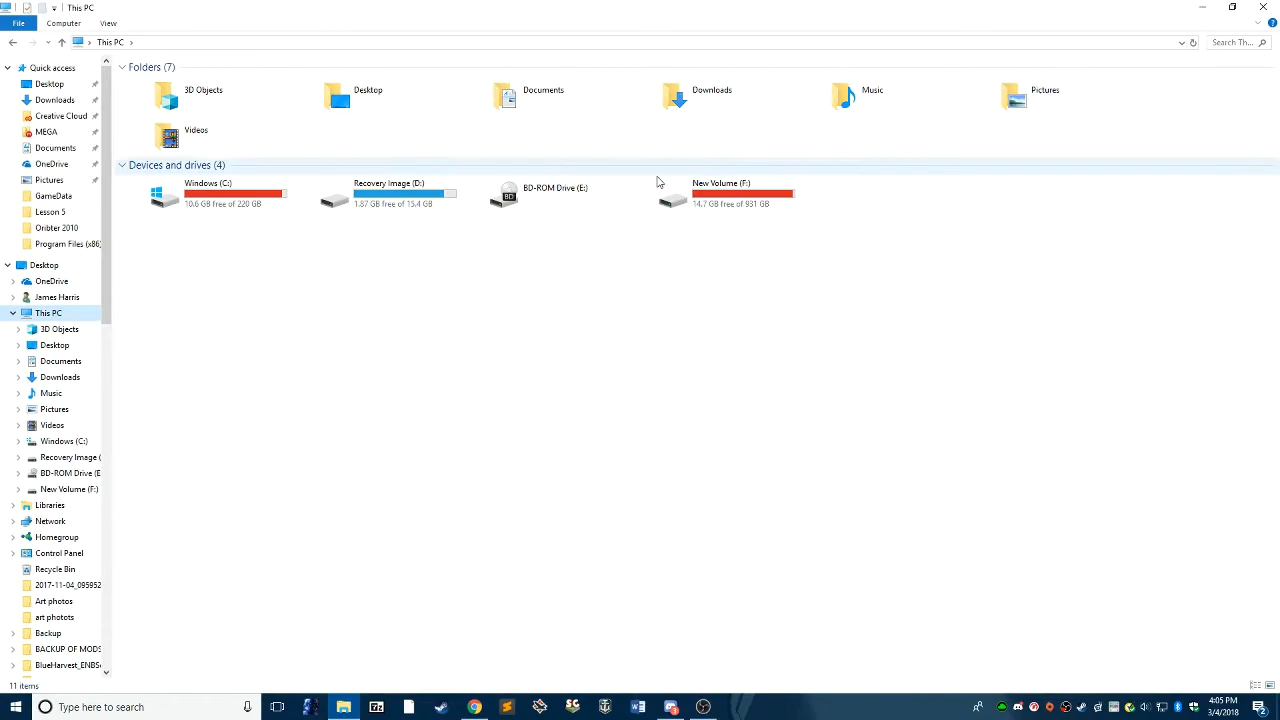 This PC
File
Computer
View
This PC
Search Th...
Quick access
Desktop
Downloads
Creative Cloud
MEGA
Documents
OneDrive
Pictures
GameData
Lesson 5
Oribter 2010
Program Files (x86)
Desktop
OneDrive
James Harris
This PC
3D Objects
Desktop
Documents
Downloads
Music
Pictures
Videos
Windows (C:)
Recovery Image (
BD-ROM Drive (E
New Volume (F:)
Libraries
Network
Homegroup
Control Panel
Recycle Bin
2017-11-04_095952
Art photos
art photots
Backup
BACKUP OF MODS
Folders (7)
3D Objects
Desktop
Documents
Downloads
Music
Pictures
Videos
Devices and drives (4)
Windows (C:)
10.6 GB free of 220 GB
Recovery Image (D:)
1.87 GB free of 15.4 GB
BD-ROM Drive (E:)
BD
New Volume (F:)
14.7 GB free of 931 GB
11 items
Type here to search
4:05 PM
3/4/2018